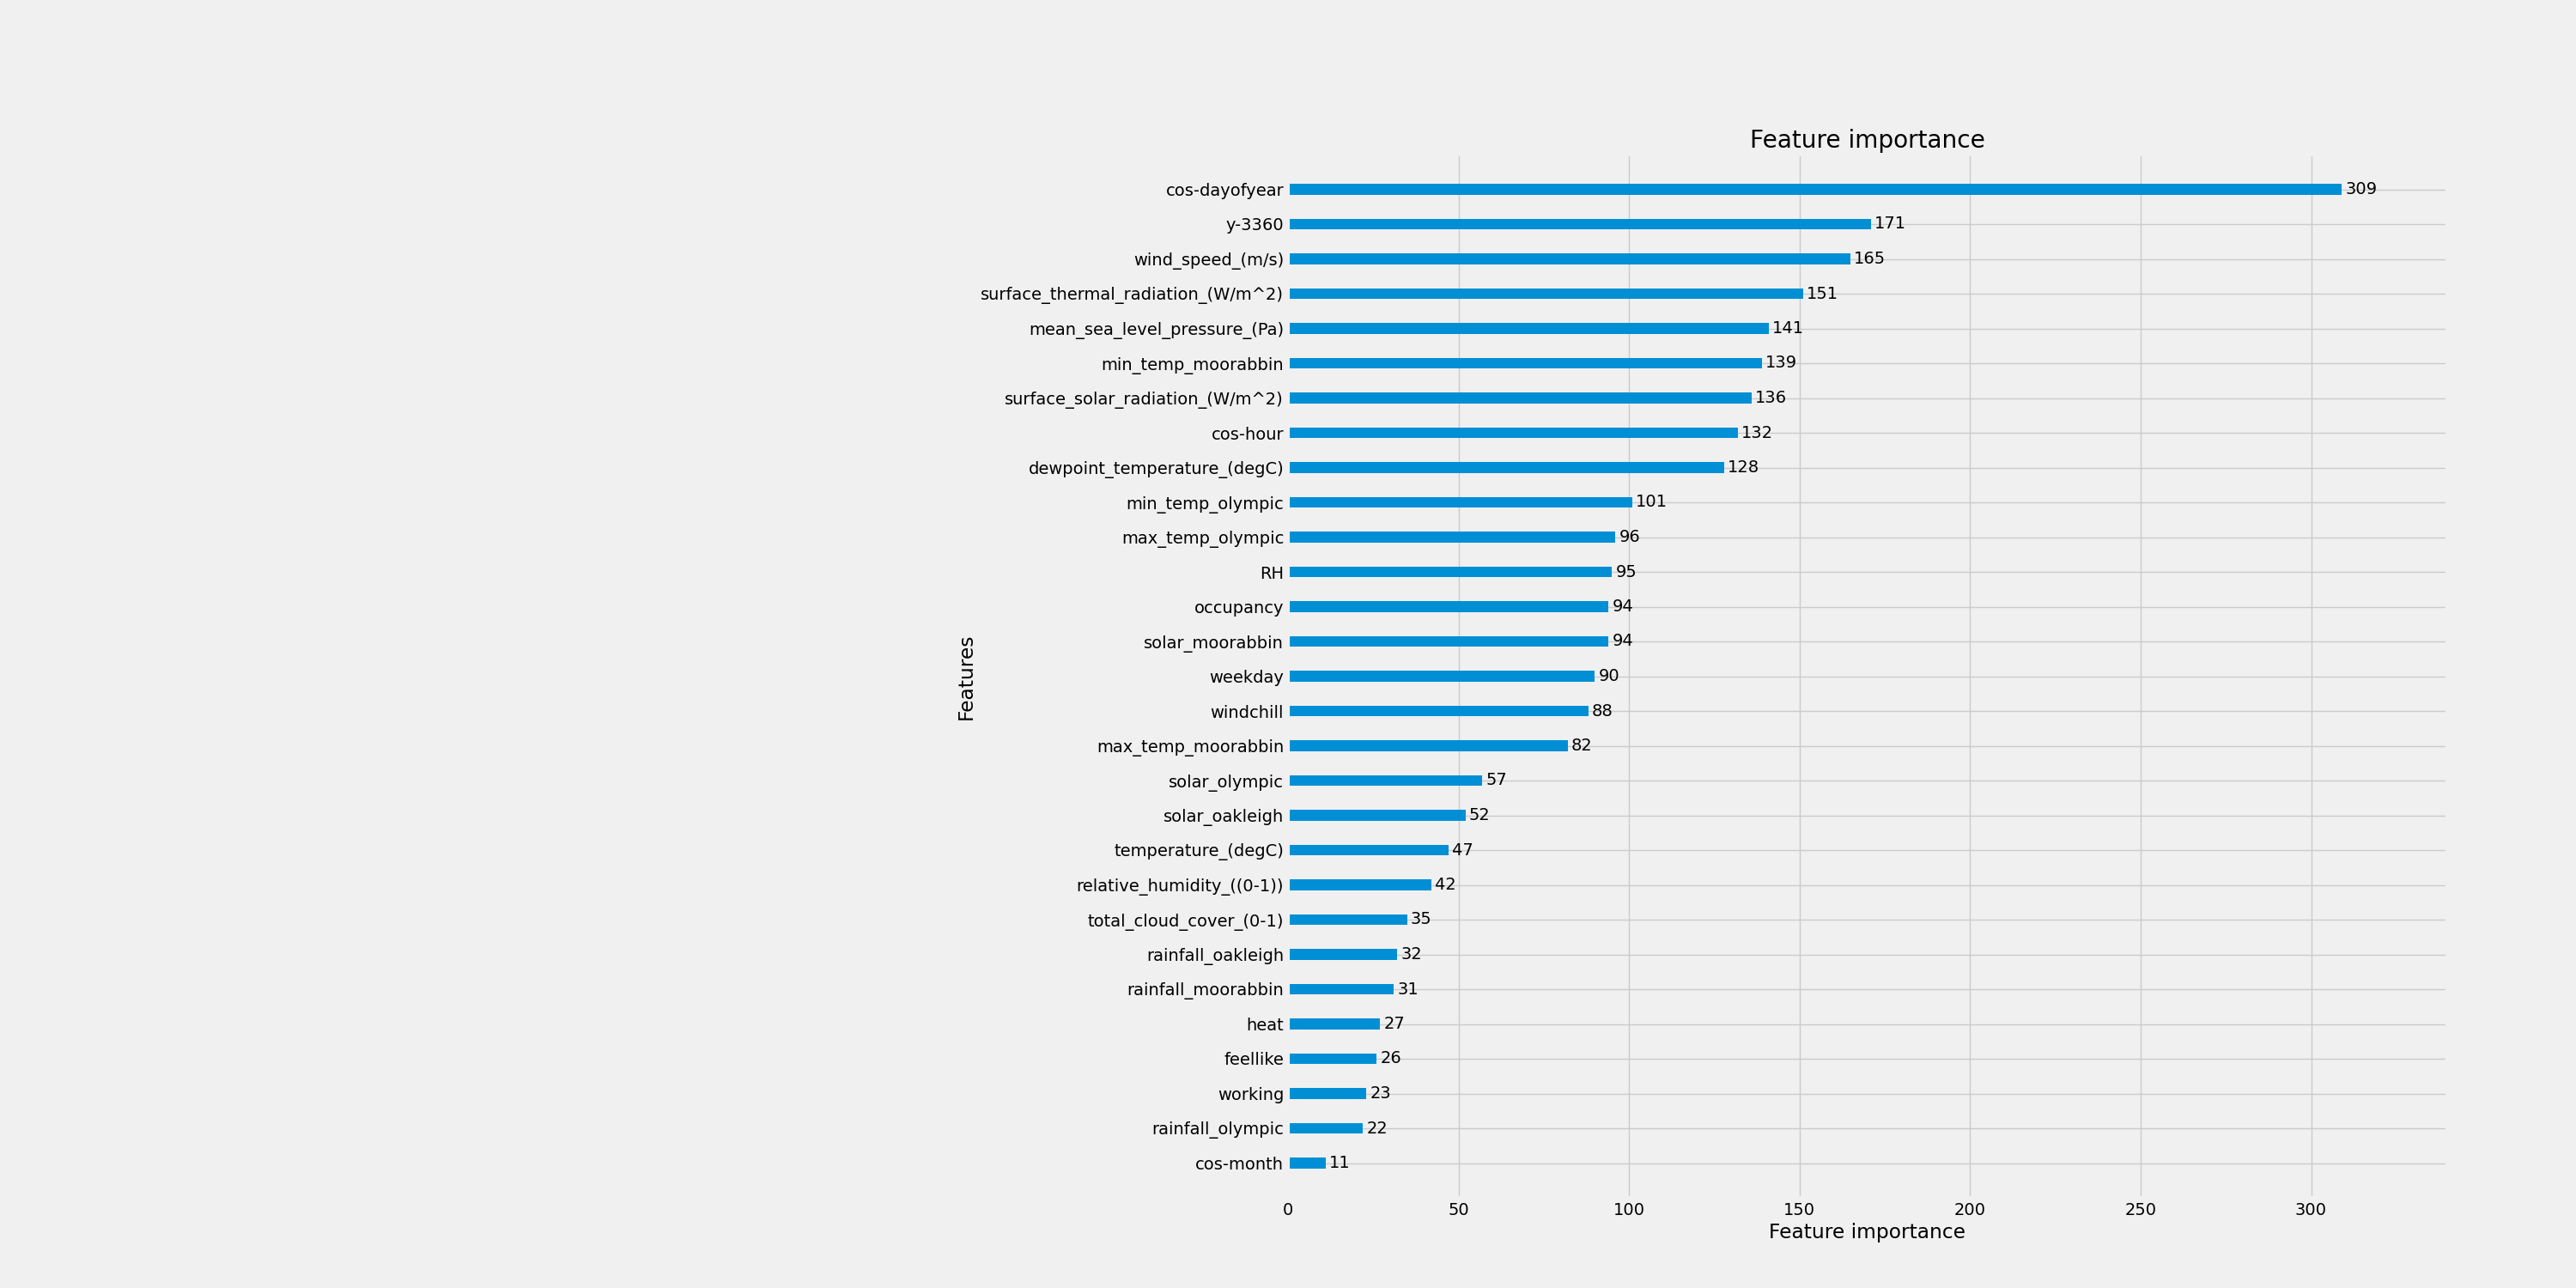 Feature importance
cos-dayofyear 309
y-3360 171
wind_speed_(m/s) 165
surface_thermal_radiation_(W/m^2) 151
mean_sea_level_pressure_(Pa) 141
min_temp_moorabbin 139
surface_solar_radiation_(W/m^2) 136
cos-hour 132
dewpoint_temperature_(degC) 128
min_temp_olympic 101
max_temp_olympic 96
RH 95
occupancy 94
solar_moorabbin 94
weekday 90
windchill 88
max_temp_moorabbin 82
solar_olympic 57
solar_oakleigh 52
temperature_(degC) 47
relative_humidity_((0-1)) 42
total_cloud_cover_(0-1) 35
rainfall_oakleigh 32
rainfall_moorabbin 31
heat 27
feellike 26
working 23
rainfall_olympic 22
cos-month 11
Features
0 50 100 150 200 250 300
Feature importance